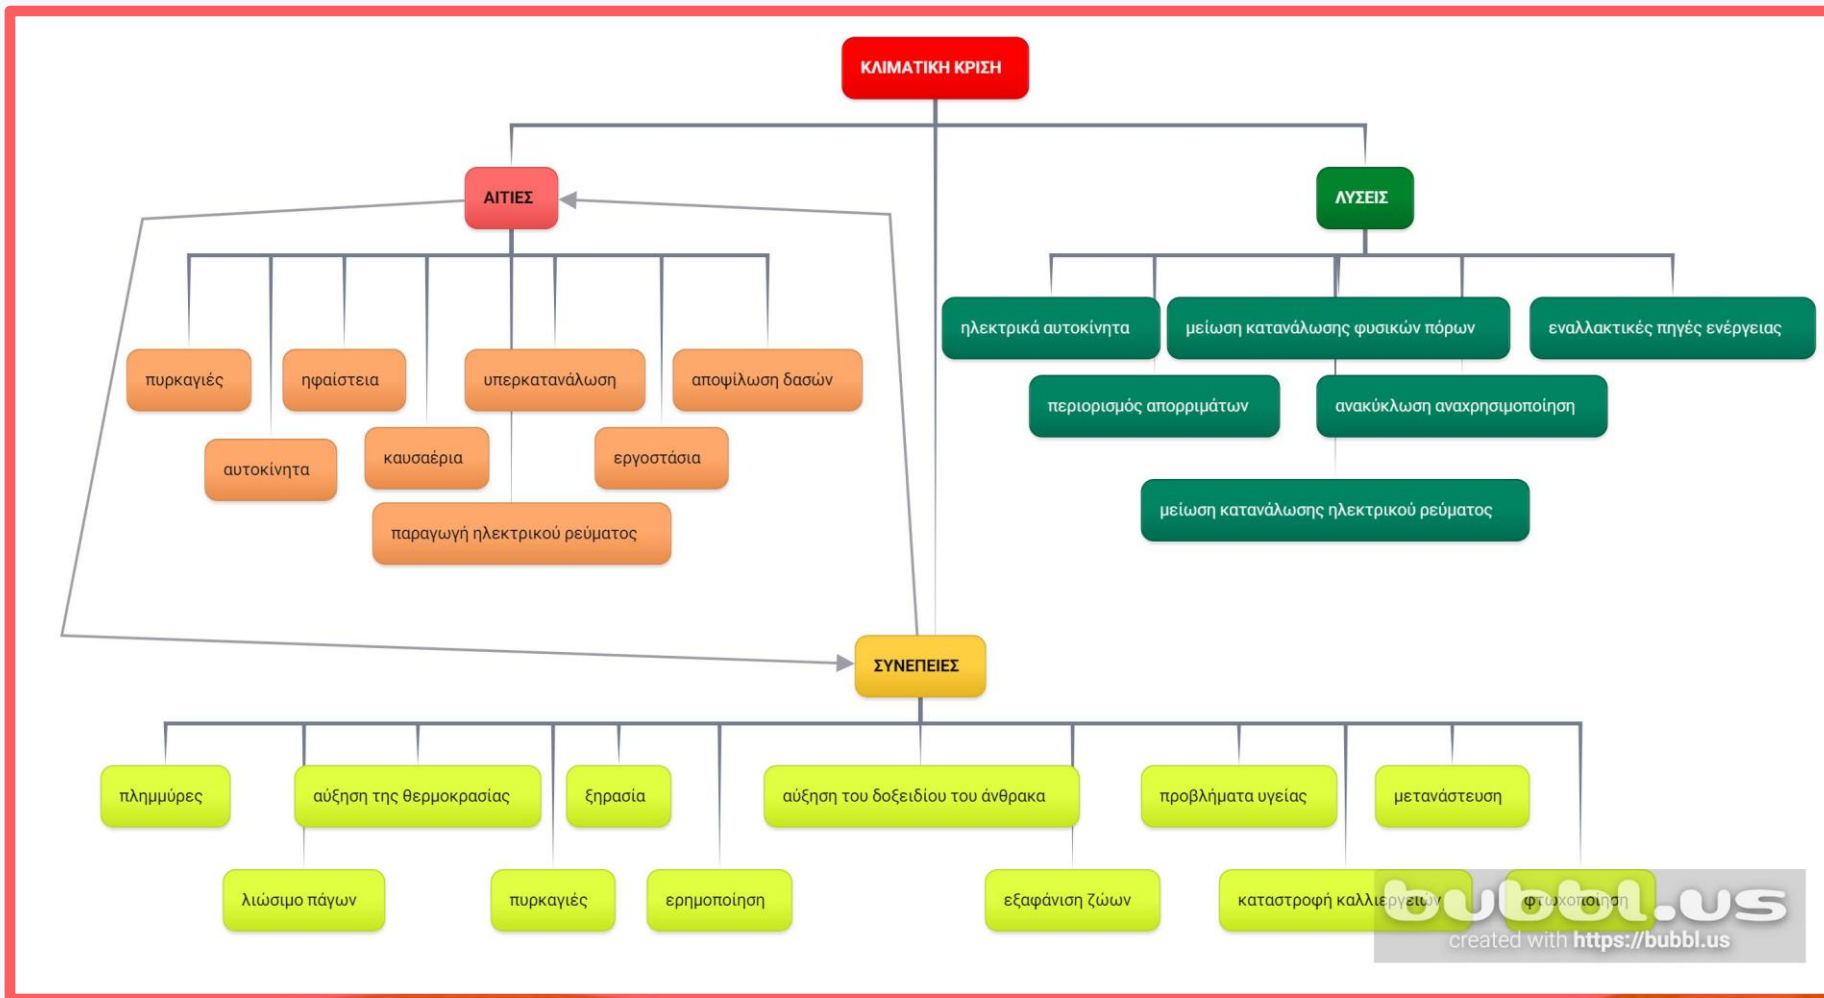 ΚΛΙΜΑΤΙΚΗ ΚΡΙΣΗ
ΑΙΤΙΕΣ
ΛΥΣΕΙΣ
ηλεκτρικά αυτοκίνητα
μείωση κατανάλωσης φυσικών πόρων
εναλλακτικές πηγές ενέργειας
πυρκαγιές
ηφαίστεια
υπερκατανάλωση
αποψίλωση δασών
περιορισμός απορριμάτων
ανακύκλωση αναχρησιμοποίηση
αυτοκίνητα
καυσαέρια
εργοστάσια
παραγωγή ηλεκτρικού ρεύματος
μείωση κατανάλωσης ηλεκτρικού ρεύματος
ΣΥΝΕΠΕΙΕΣ
πλημμύρες
αύξηση της θερμοκρασίας
ξηρασία
αύξηση του δοξειδίου του άνθρακα
προβλήματα υγείας
μετανάστευση
λιώσιμο πάγων
πυρκαγιές
ερημοποίηση
εξαφάνιση ζώων
καταστροφή καλλιεργειών
φτωχοποίηση
bubbl.us
created with https://bubbl.us